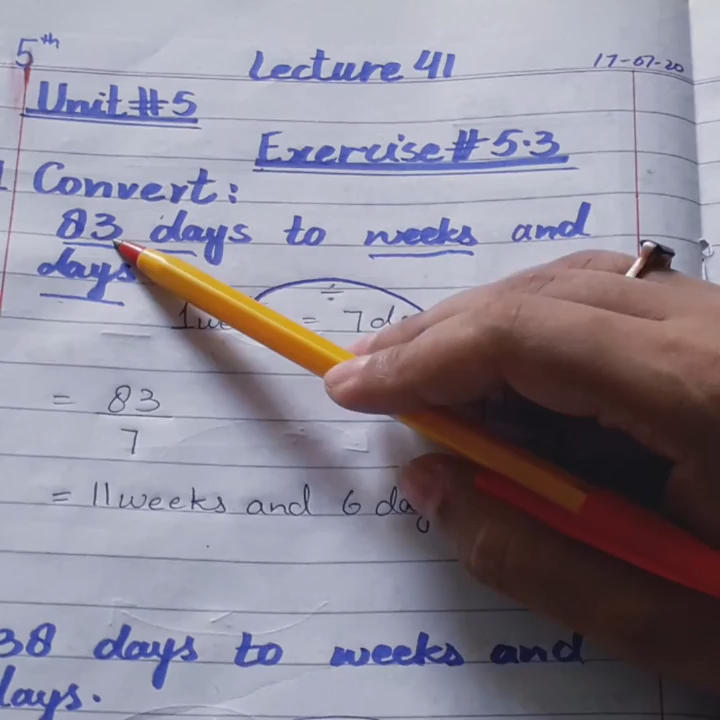 5th
Lecture 41
17-07-20
Unit#5
Exercise#5.3
Convert:
83 days to weeks and
days
÷
= 7
= 83
7
= 11 weeks and 6
38 days to weeks and
days.